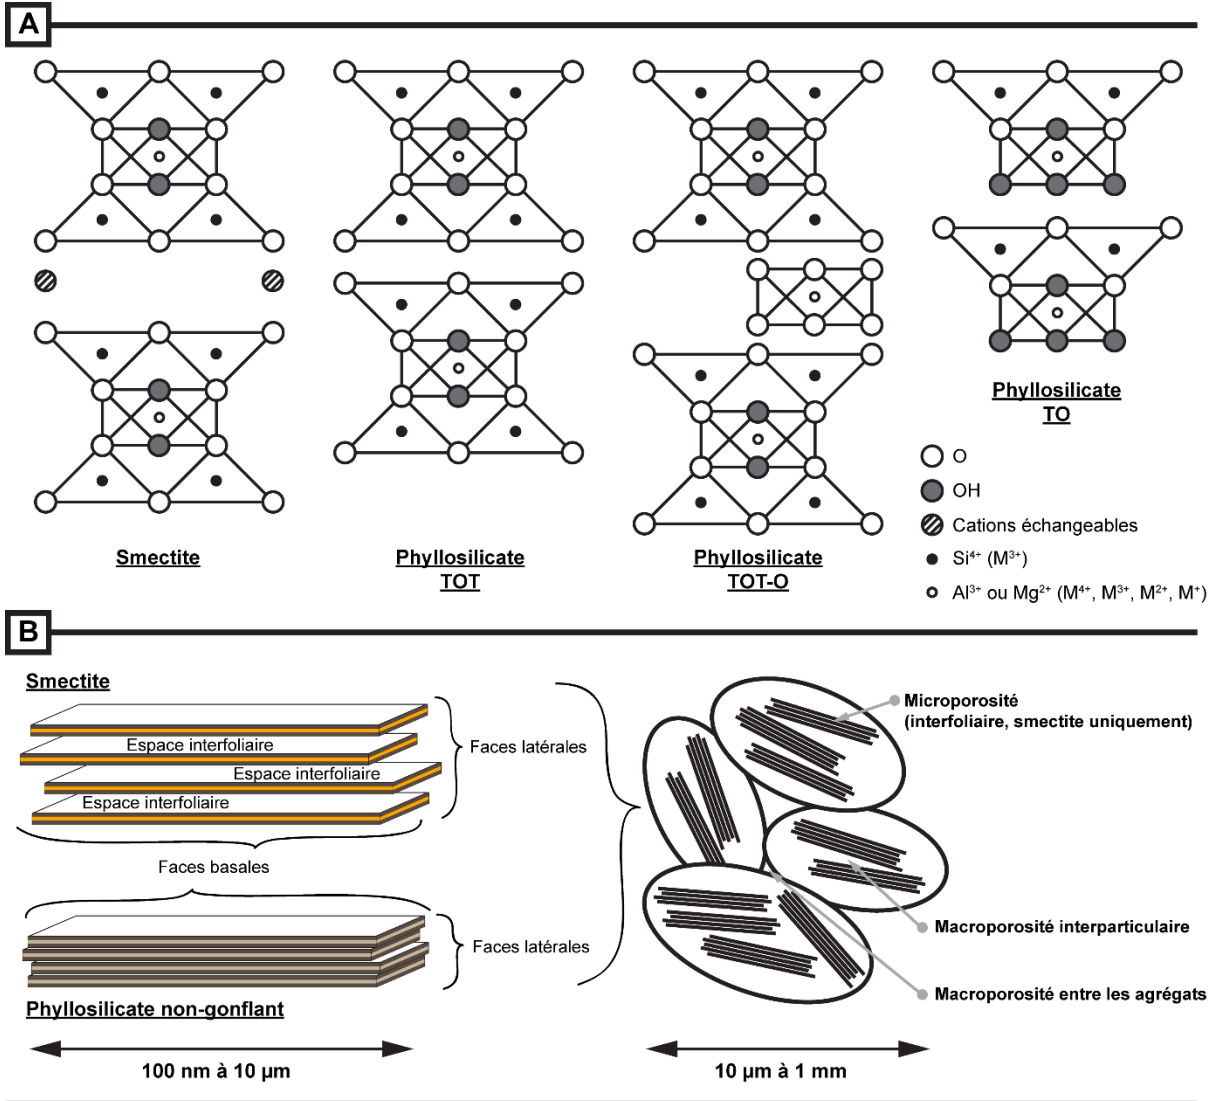 A
Smectite
Phyllosilicate
TOT
Phyllosilicate
TOT-O
Phyllosilicate
TO
O
OH
Cations échangeables
Si⁴⁺ (M³⁺)
Al³⁺ ou Mg²⁺ (M⁴⁺, M³⁺, M²⁺, M⁺)
B
Smectite
Espace interfoliaire
Espace interfoliaire
Espace interfoliaire
Faces latérales
Faces basales
Faces latérales
Phyllosilicate non-gonflant
100 nm à 10 µm
Microporosité
(interfoliaire, smectite uniquement)
Macroporosité interparticulaire
Macroporosité entre les agrégats
10 µm à 1 mm